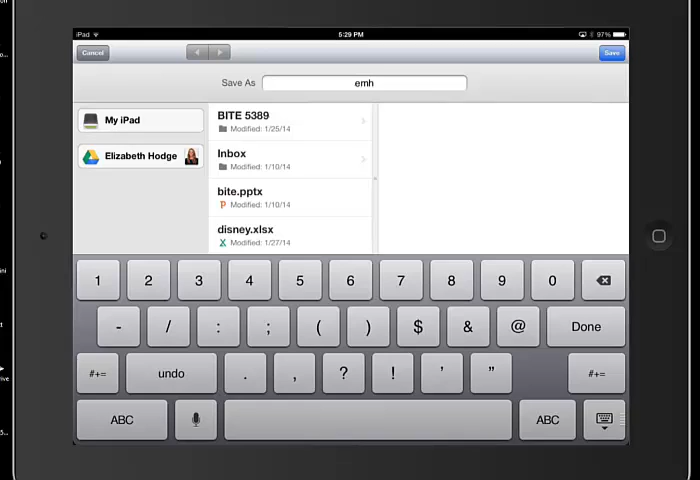 iPad
5:29 PM
97%
Cancel
Save
Save As
emh
My iPad
Elizabeth Hodge
BITE 5389
Modified: 1/25/14
Inbox
Modified: 1/10/14
bite.pptx
P Modified: 1/10/14
disney.xlsx
X Modified: 1/27/14
1 2 3 4 5 6 7 8 9 0
- / : ; ( ) $ & @ Done
#+= undo . , ? ! ' " #+=
ABC ABC